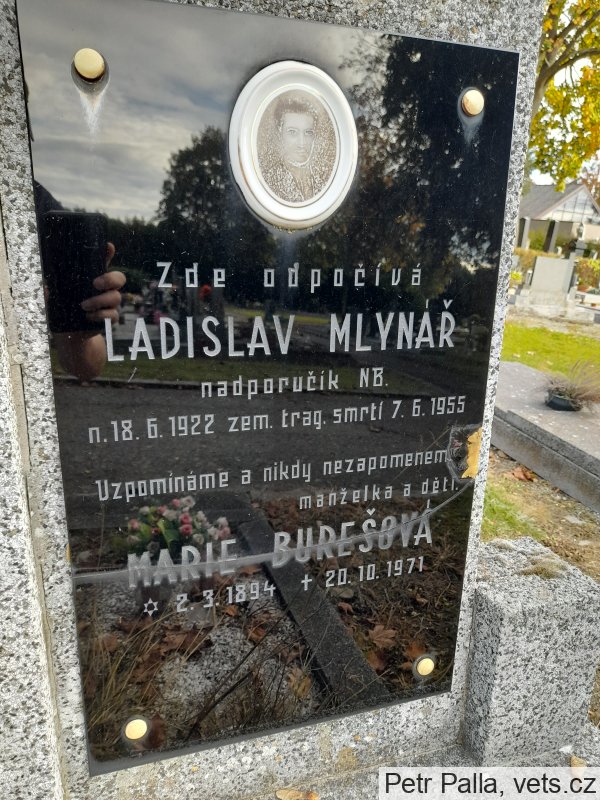 Zde odpočívá
LADISLAV MLYNÁŘ
nadporučík NB.
n. 18. 6. 1922 zem. trag. smrtí 7. 6. 1955
Vzpomínáme a nikdy nezapomenem
manželka a děti.
MARIE BUREŠOVÁ
✡ 2. 3. 1894 + 20. 10. 1971
Petr Palla, vets.cz